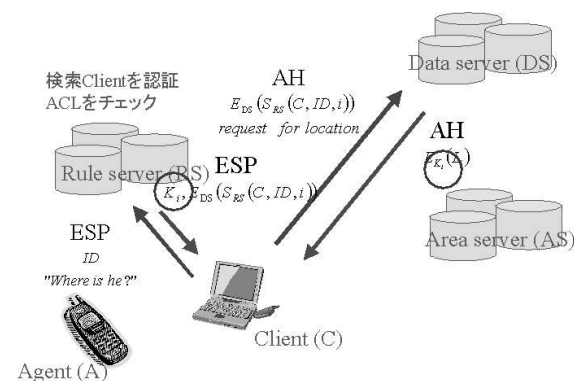 Data server (DS)
検索Clientを認証
ACLをチェック
AH
E_DS(S_RS(C, ID, i))
request for location
AH
E_Ki(L)
Rule server (RS)
ESP
K_i, E_DS(S_RS(C, ID, i))
Area server (AS)
ESP
ID
"Where is he?"
Client (C)
Agent (A)